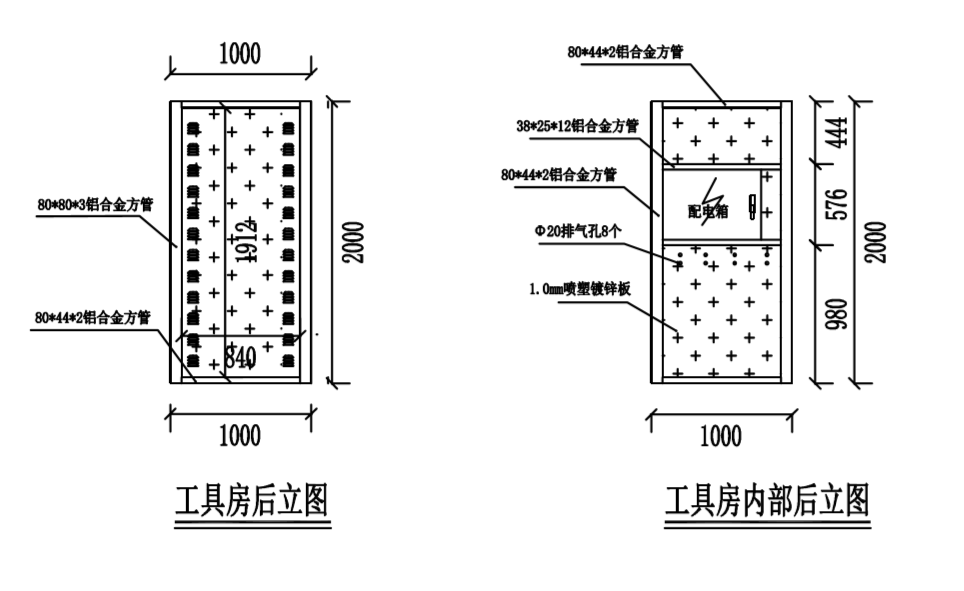 1000
80*80*3铝合金方管
1912
2000
80*44*2铝合金方管
840
1000
工具房后立图
80*44*2铝合金方管
38*25*12铝合金方管
80*44*2铝合金方管
配电箱
Φ20排气孔8个
1.0mm喷塑镀锌板
444
576
980
2000
1000
工具房内部后立图